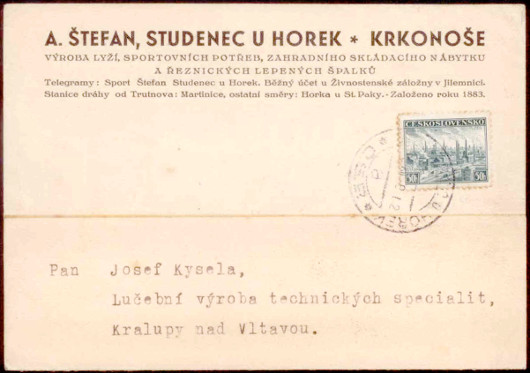 A. ŠTEFAN, STUDENEC U HOREK * KRKONOŠE
VÝROBA LYŽÍ, SPORTOVNÍCH POTŘEB, ZAHRADNÍHO SKLÁDACÍHO NÁBYTKU
A ŘEZNICKÝCH LEPENÝCH ŠPALKŮ
Telegramy: Sport Štefan Studenec u Horek. Běžný účet u Živnostenské záložny v Jilemnici.
Stanice dráhy od Trutnova: Martinice, ostatní směry: Horka u St. Paky. - Založeno roku 1883.
ČESKOSLOVENSKO
50h 50h
HOREK
Pan Josef Kysela,
Lučební výroba technických specialit,
Kralupy nad Vltavou.